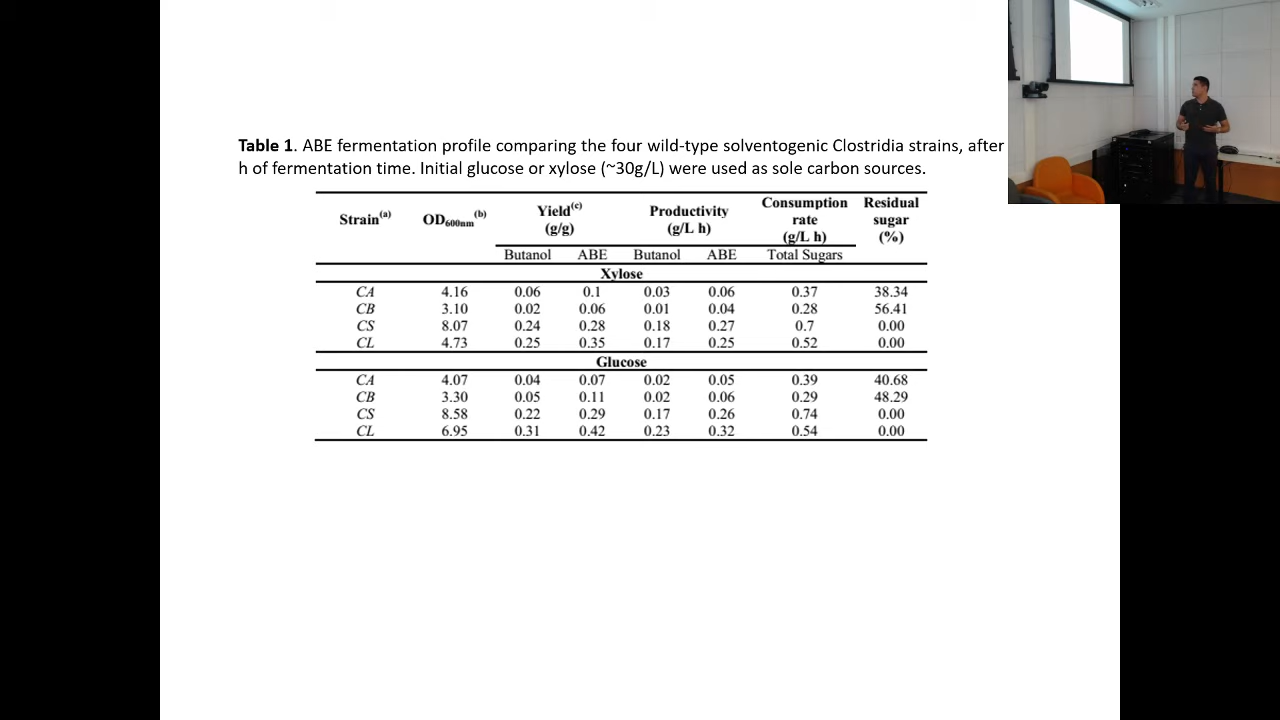 Table 1. ABE fermentation profile comparing the four wild-type solventogenic Clostridia strains, after
h of fermentation time. Initial glucose or xylose (~30g/L) were used as sole carbon sources.
Strain(a) OD600nm(b) Yield(c) (g/g) Productivity (g/L h) Consumption rate (g/L h) Residual sugar (%)
Butanol ABE Butanol ABE Total Sugars
Xylose
CA 4.16 0.06 0.1 0.03 0.06 0.37 38.34
CB 3.10 0.02 0.06 0.01 0.04 0.28 56.41
CS 8.07 0.24 0.28 0.18 0.27 0.7 0.00
CL 4.73 0.25 0.35 0.17 0.25 0.52 0.00
Glucose
CA 4.07 0.04 0.07 0.02 0.05 0.39 40.68
CB 3.30 0.05 0.11 0.02 0.06 0.29 48.29
CS 8.58 0.22 0.29 0.17 0.26 0.74 0.00
CL 6.95 0.31 0.42 0.23 0.32 0.54 0.00